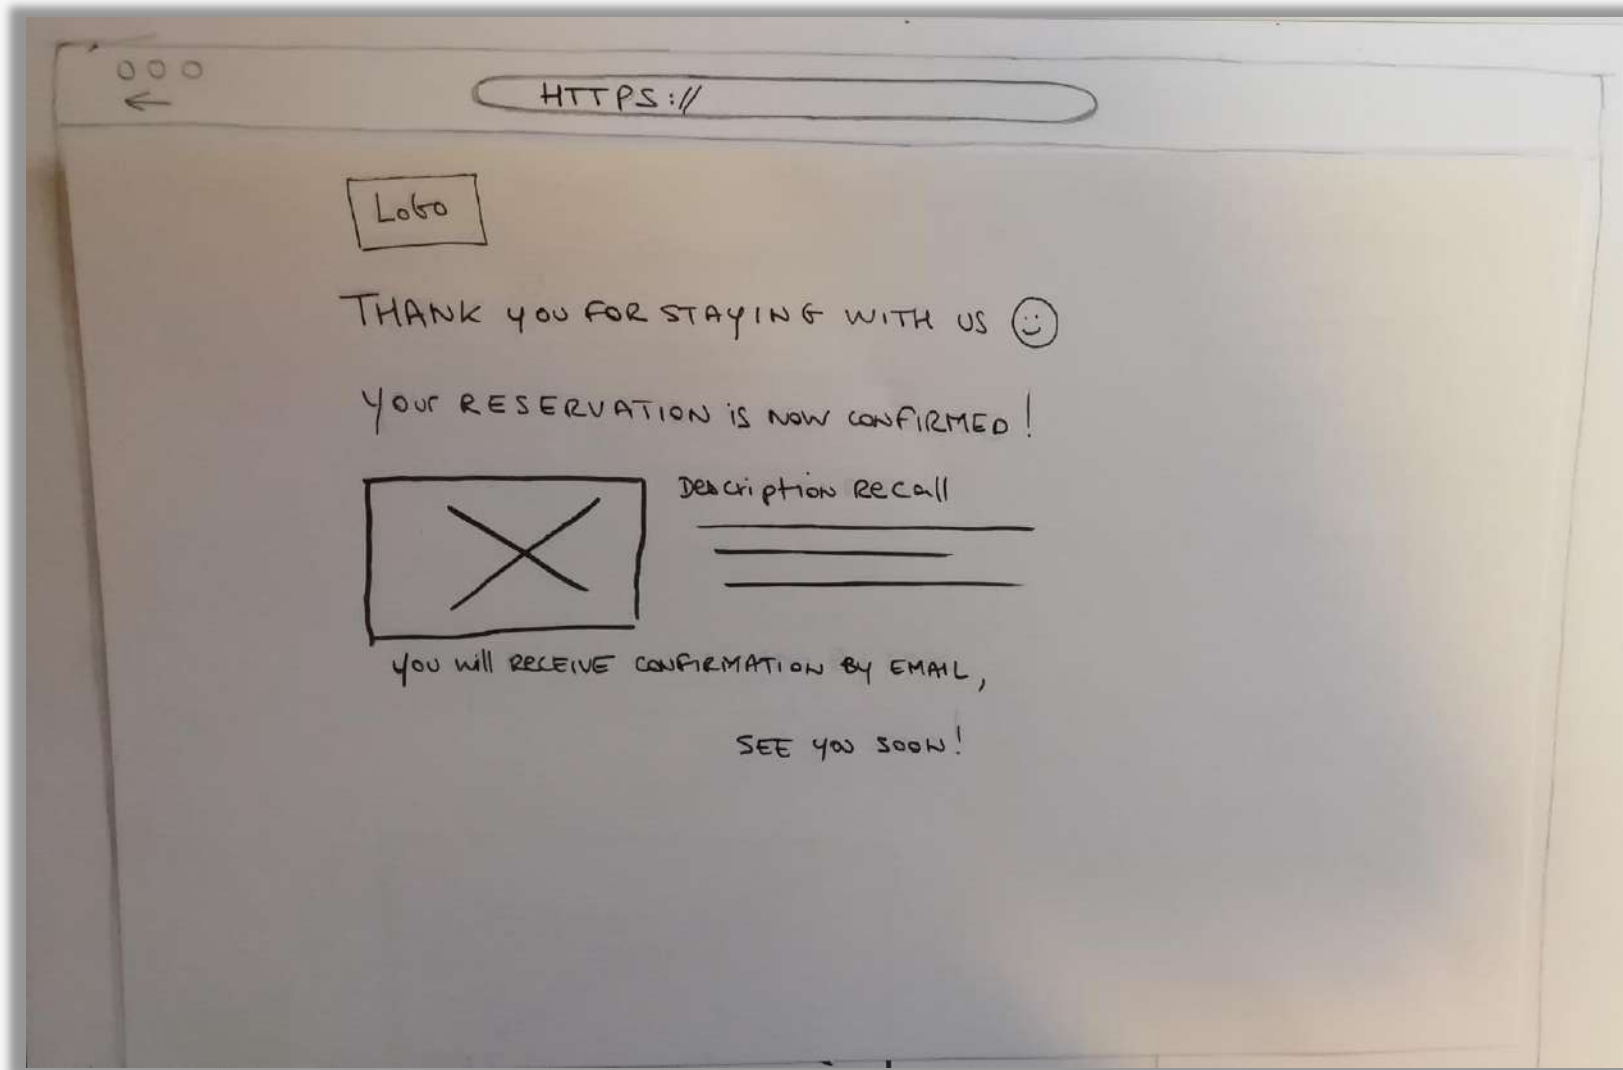 HTTPS://
LOGO
THANK YOU FOR STAYING WITH US
YOUr RESERVATION iS NOW CONFIRMED!
Description Recall
YOU will RECEIVE CONFIRMATION BY EMAIL,
SEE YOU SOON!